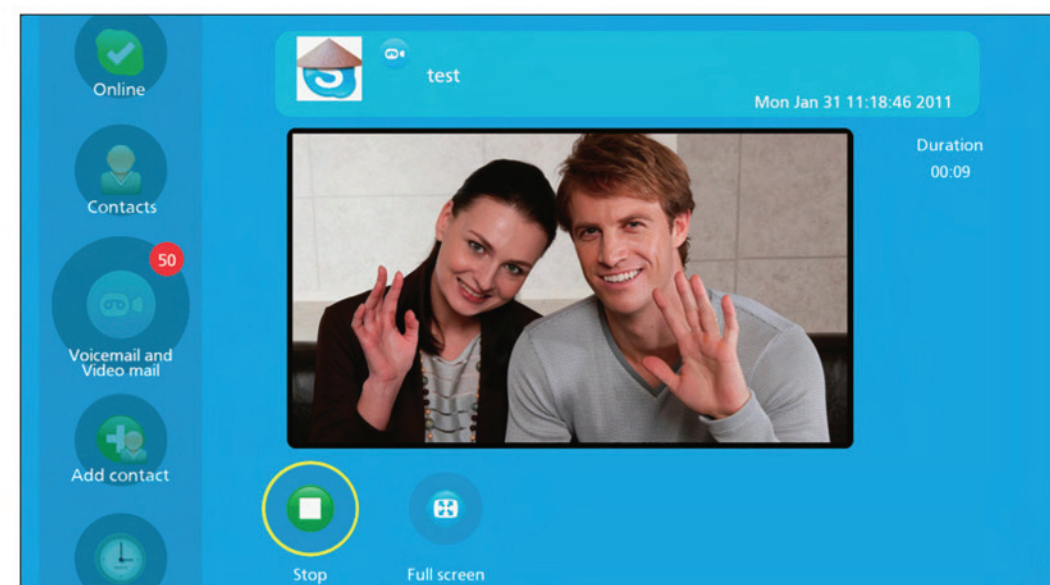 Online
Contacts
50
Voicemail and
Video mail
Add contact
test
Mon Jan 31 11:18:46 2011
Duration
00:09
Stop
Full screen